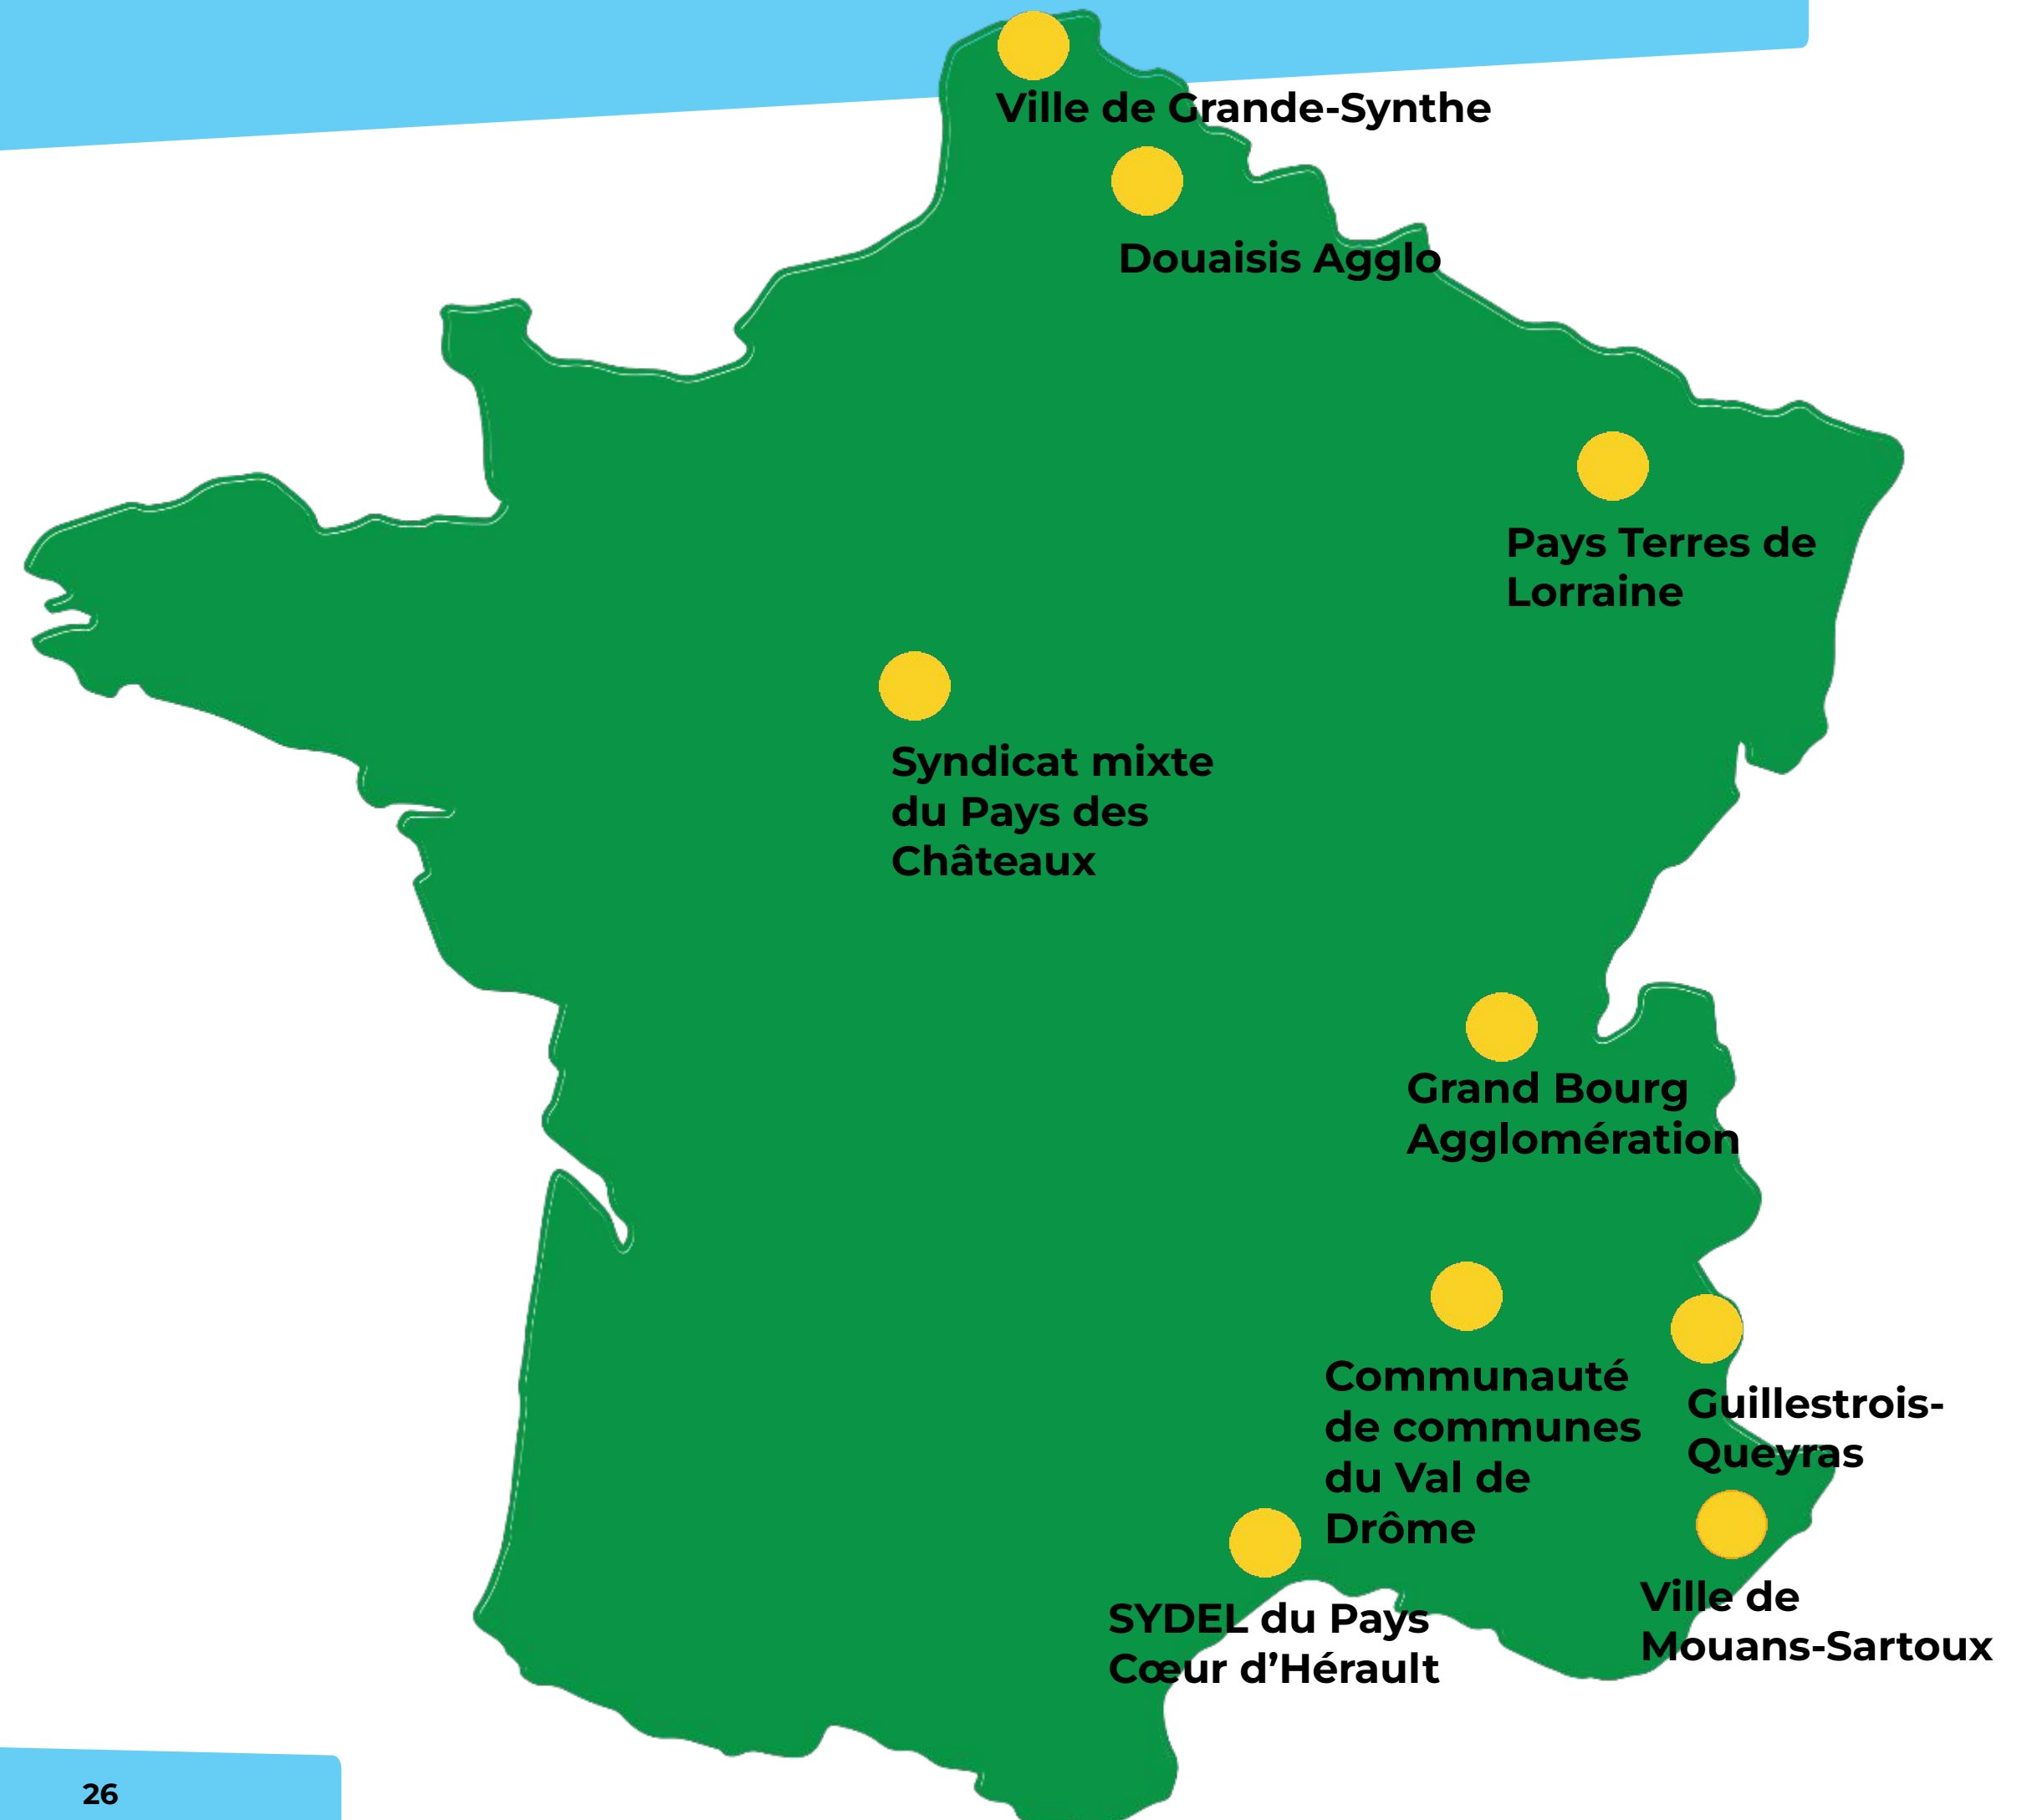 Ville de Grande-Synthe
Douaisis Agglo
Pays Terres de
Lorraine
Syndicat mixte
du Pays des
Châteaux
Grand Bourg
Agglomération
Communauté
de communes
du Val de
Drôme
Guillestrois-
Queyras
SYDEL du Pays
Cœur d’Hérault
Ville de
Mouans-Sartoux
26